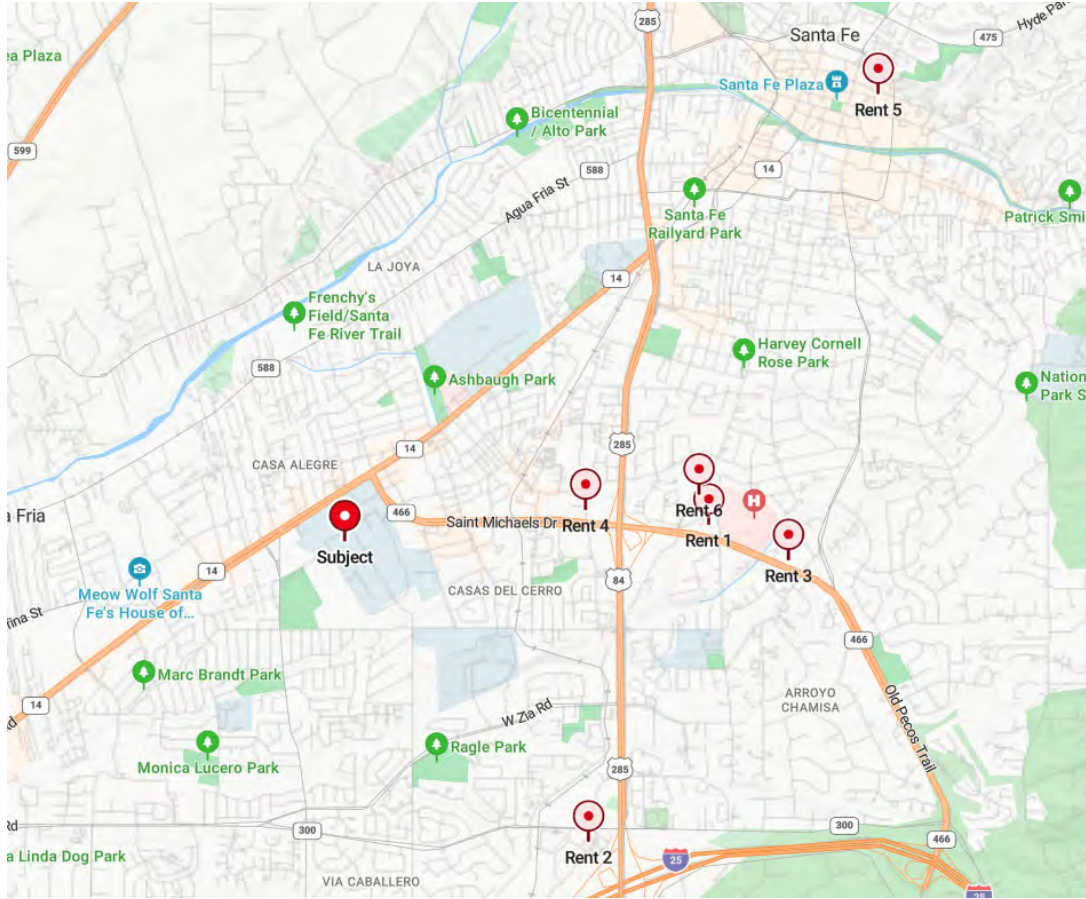 285
Santa Fe
475
ea Plaza
Santa Fe Plaza
Rent 5
Bicentennial
/ Alto Park
599
588
14
Agua Fria St
Santa Fe
Railyard Park
Patrick Smi
LA JOYA
14
Frenchy's
Field/Santa
Fe River Trail
Harvey Cornell
Rose Park
588
Ashbaugh Park
Nation
Park S
14
285
CASA ALEGRE
H
466
Saint Michaels Dr
Rent 4
Rent 6
Rent 1
a Fria
Subject
Rent 3
14
Meow Wolf Santa
Fe's House of...
84
CASAS DEL CERRO
ina St
466
Marc Brandt Park
ARROYO
CHAMISA
14
W Zia Rd
Old Pecos Trail
Monica Lucero Park
Ragle Park
285
Rd
300
300
466
a Linda Dog Park
Rent 2
25
VIA CABALLERO
25